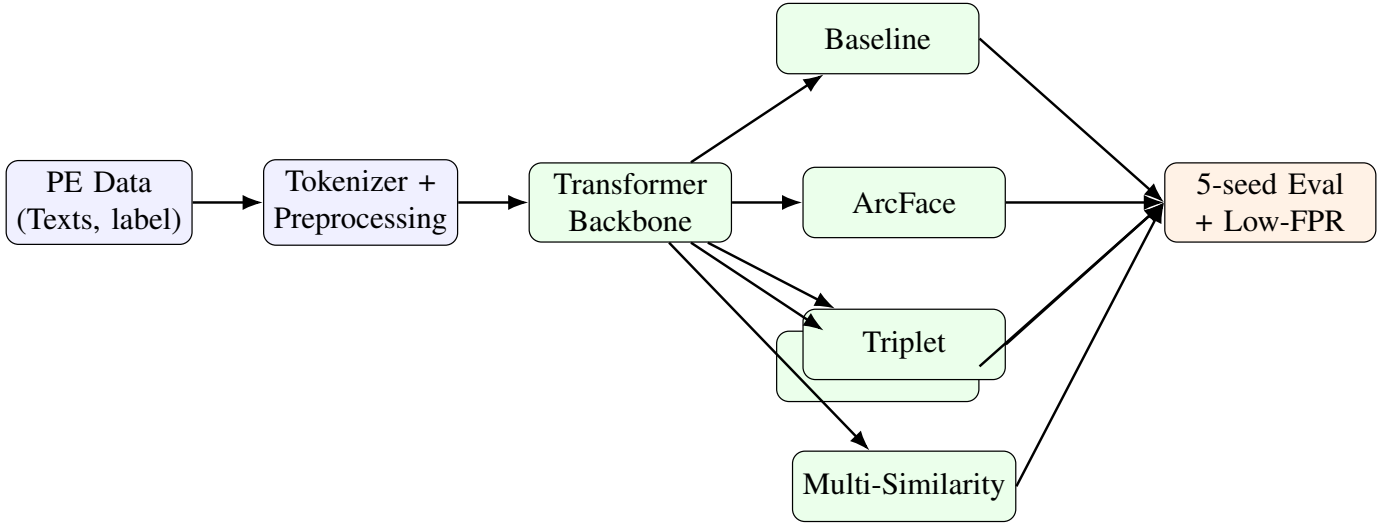 Baseline
PE Data
(Texts, label)
Tokenizer +
Preprocessing
Transformer
Backbone
ArcFace
5-seed Eval
+ Low-FPR
Triplet
Multi-Similarity